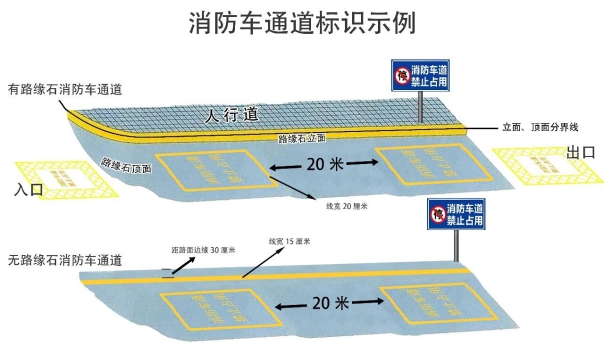 消防车通道标识示例
停
消防车道
禁止占用
有路缘石消防车通道
人行道
路缘石立面
立面、顶面分界线
路缘石顶面
20 米
出口
入口
线宽 20 厘米
停
消防车道
禁止占用
无路缘石消防车通道
距路面边缘 30 厘米
线宽 15 厘米
20 米